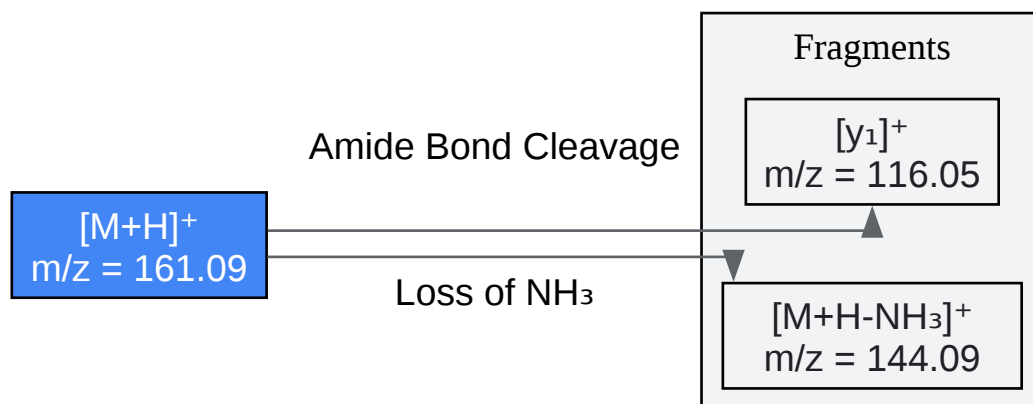 Fragments
[y₁]⁺
m/z = 116.05
Amide Bond Cleavage
[M+H]⁺
m/z = 161.09
Loss of NH₃
[M+H-NH₃]⁺
m/z = 144.09